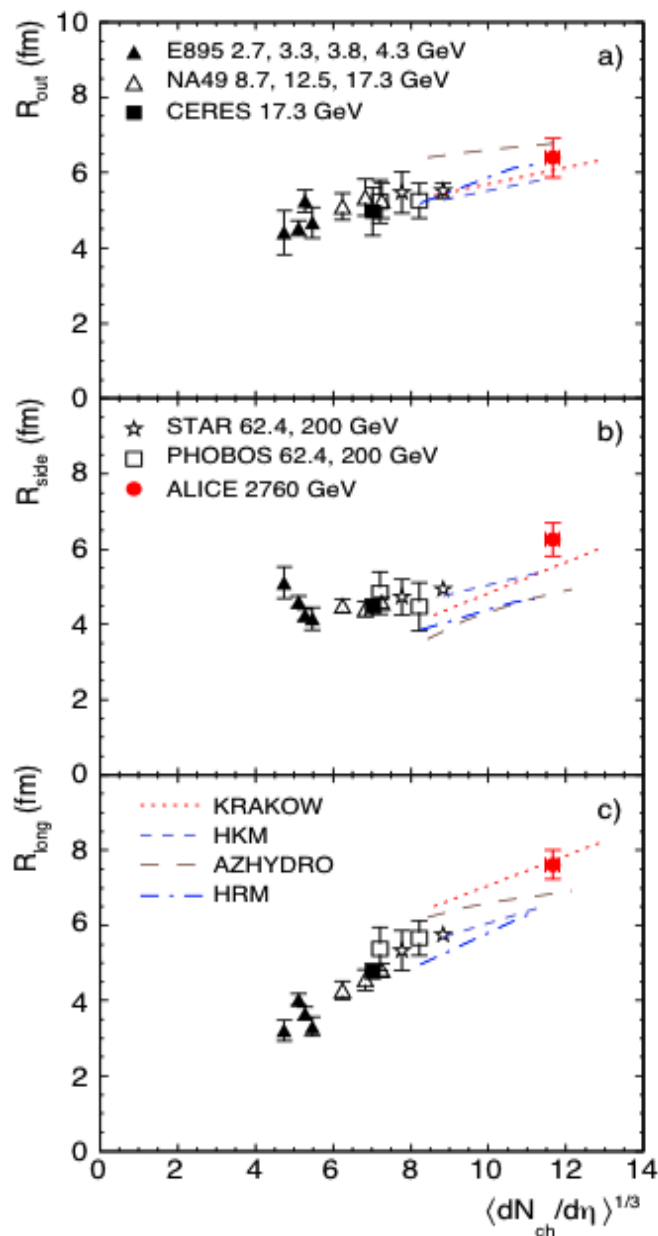 10
8
6
4
2
0
R_out (fm)
a)
▲ E895 2.7, 3.3, 3.8, 4.3 GeV
△ NA49 8.7, 12.5, 17.3 GeV
■ CERES 17.3 GeV
8
6
4
2
0
R_side (fm)
b)
☆ STAR 62.4, 200 GeV
□ PHOBOS 62.4, 200 GeV
● ALICE 2760 GeV
8
6
4
2
0
R_long (fm)
c)
KRAKOW
HKM
AZHYDRO
HRM
0 2 4 6 8 10 12 14
⟨dN_ch/dη⟩^1/3